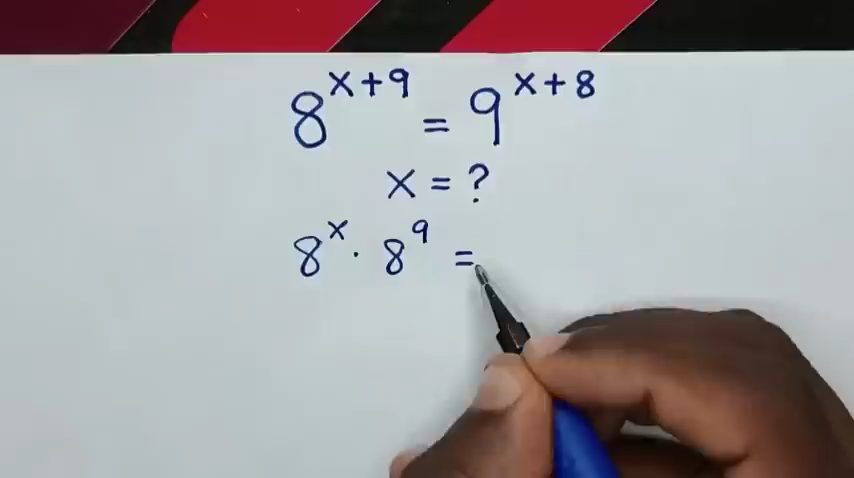 8^{x+9} = 9^{x+8}
x = ?
8^x · 8^9 =